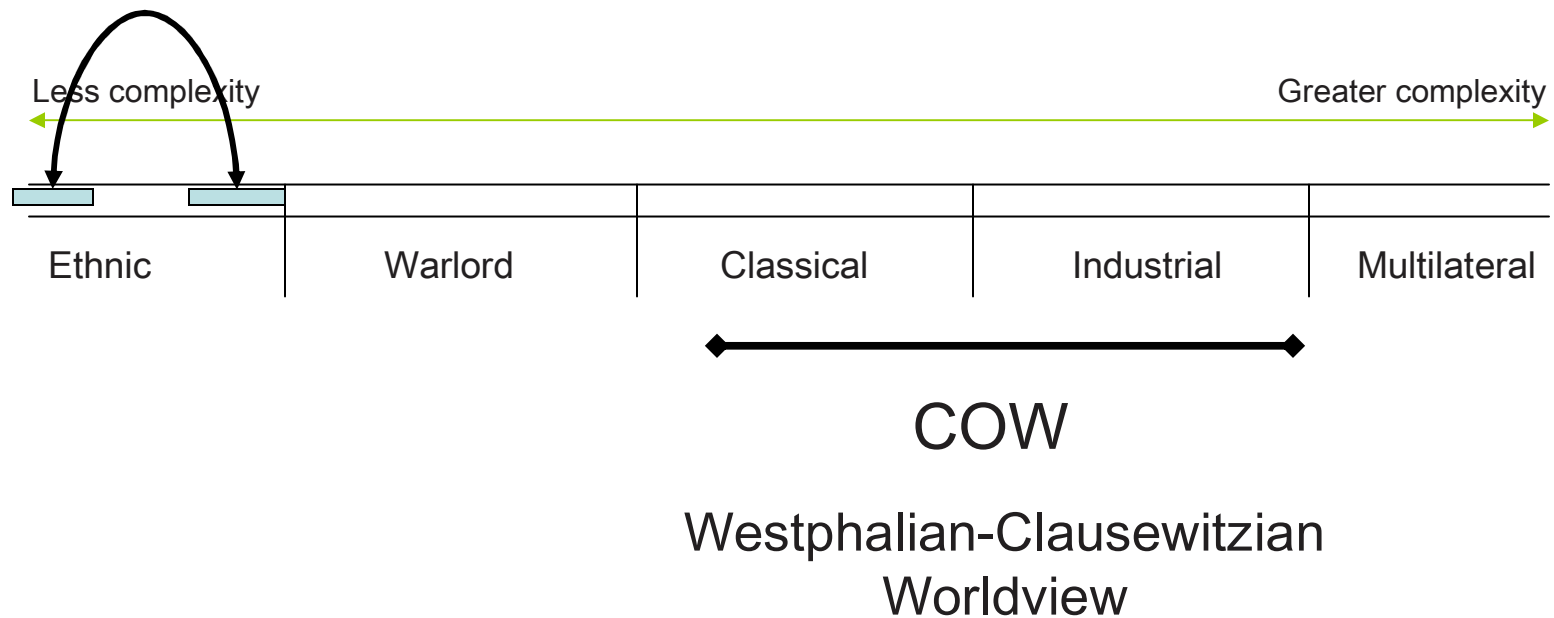 Less complexity
Greater complexity
Ethnic
Warlord
Classical
Industrial
Multilateral
COW
Westphalian-Clausewitzian
Worldview